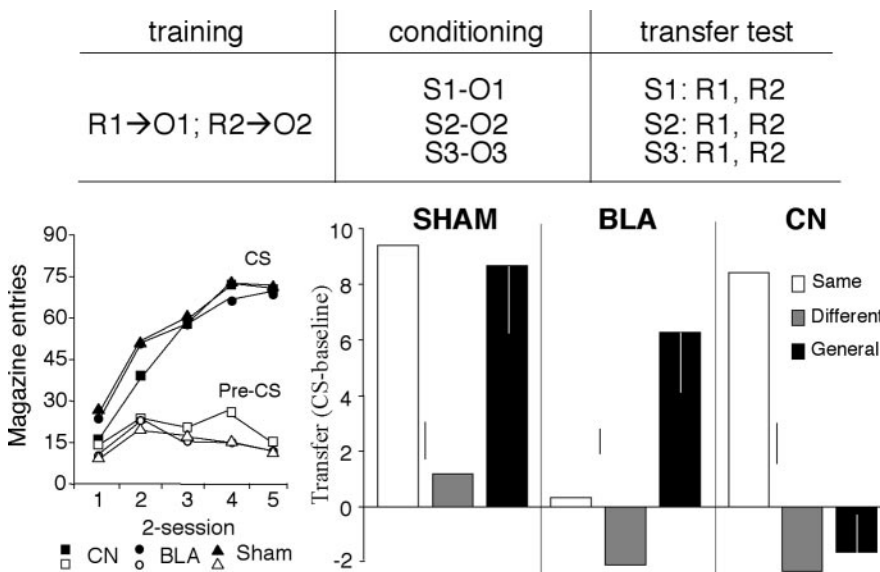 training conditioning transfer test
R1→O1; R2→O2
S1-O1
S2-O2
S3-O3
S1: R1, R2
S2: R1, R2
S3: R1, R2
Magazine entries
90
75
60
45
30
15
0
CS
Pre-CS
1 2 3 4 5
2-session
CN BLA Sham
Transfer (CS-baseline)
10
8
6
4
2
0
-2
SHAM BLA CN
Same
Different
General